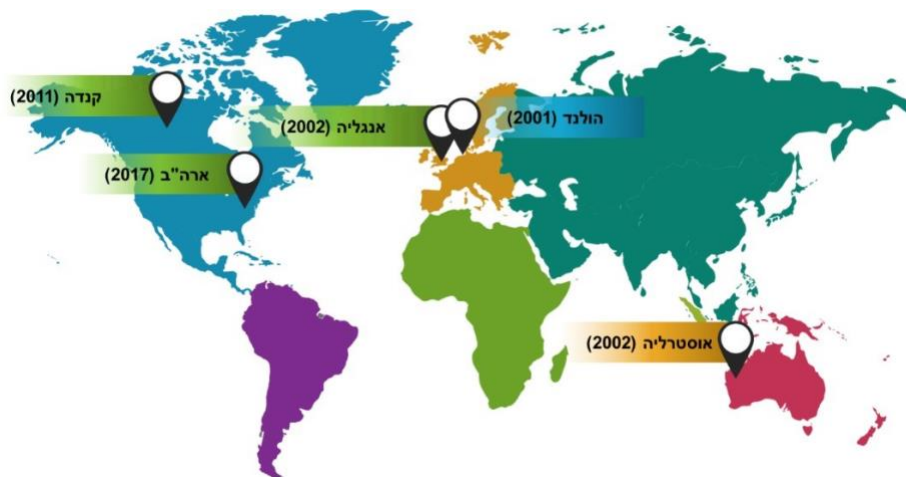 קנדה (2011)
אנגליה (2002)
הולנד (2001)
ארה"ב (2017)
אוסטרליה (2002)